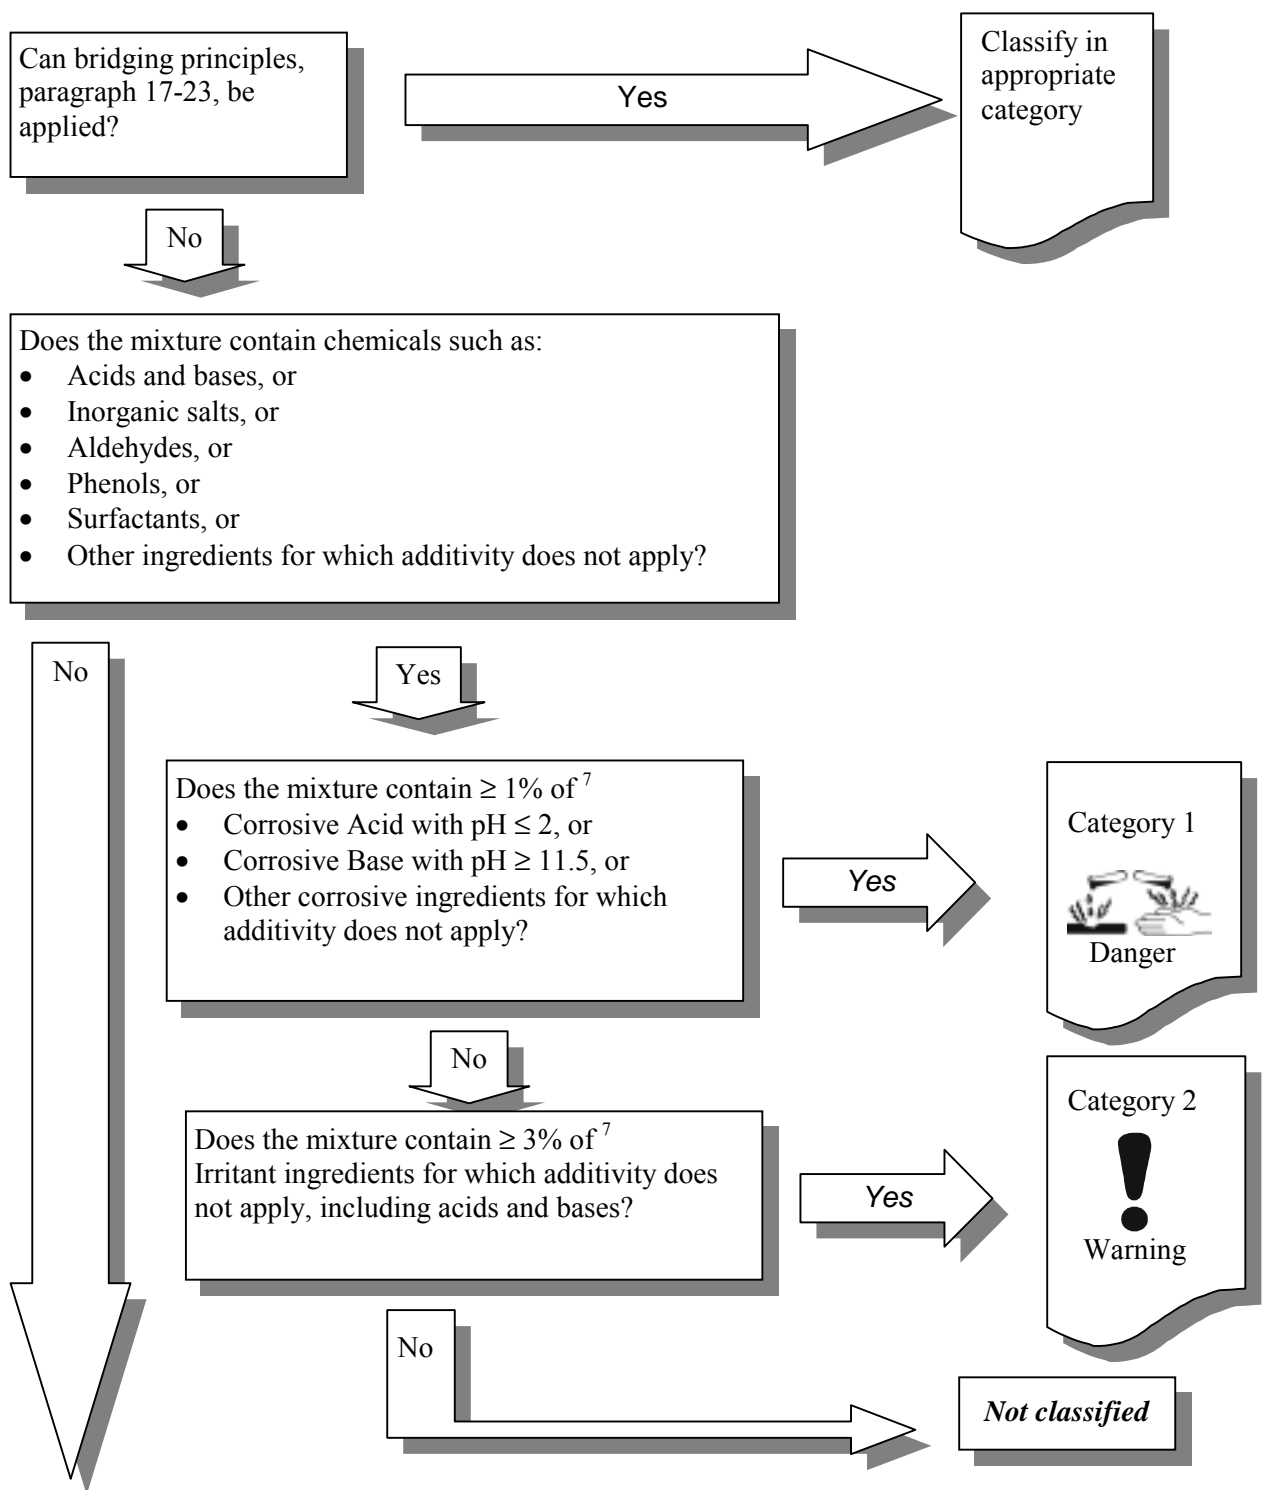 Can bridging principles,
paragraph 17-23, be
applied?
Yes
Classify in
appropriate
category
No
Does the mixture contain chemicals such as:
• Acids and bases, or
• Inorganic salts, or
• Aldehydes, or
• Phenols, or
• Surfactants, or
• Other ingredients for which additivity does not apply?
No
Yes
Does the mixture contain ≥ 1% of ⁷
• Corrosive Acid with pH ≤ 2, or
• Corrosive Base with pH ≥ 11.5, or
• Other corrosive ingredients for which
additivity does not apply?
Yes
Category 1
Danger
No
Does the mixture contain ≥ 3% of ⁷
Irritant ingredients for which additivity does
not apply, including acids and bases?
Yes
Category 2
Warning
No
Not classified